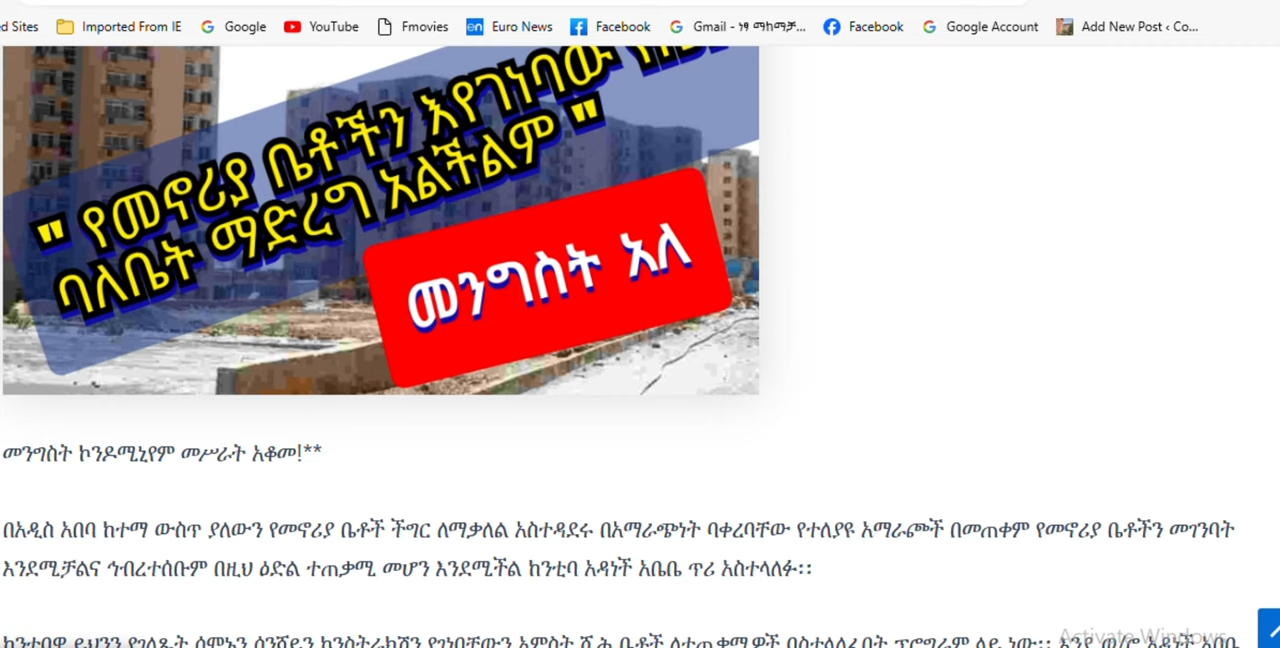 d Sites Imported From IE Google YouTube Fmovies Euro News Facebook Gmail - ነፃ ማከማቻ... Facebook Google Account Add New Post ‹ Co...
" የመኖሪያ ቤቶችን እየገነባው
ባለቤት ማድረግ አልችልም "
መንግስት አለ
መንግስት ኮንዶሚኒየም መሥራት አቆመ!**
በአዲስ አበባ ከተማ ውስጥ ያለውን የመኖሪያ ቤቶች ችግር ለማቃለል አስተዳደሩ በአማራጭነት ባቀረባቸው የተለያዩ አማራጮች በመጠቀም የመኖሪያ ቤቶችን መገንባት
እንደሚቻልና ኅብረተሰቡም በዚህ ዕድል ተጠቃሚ መሆን እንደሚችል ከንቲባ አዳነች አቤቤ ጥሪ አስተላለፉ፡፡
Activate Windows